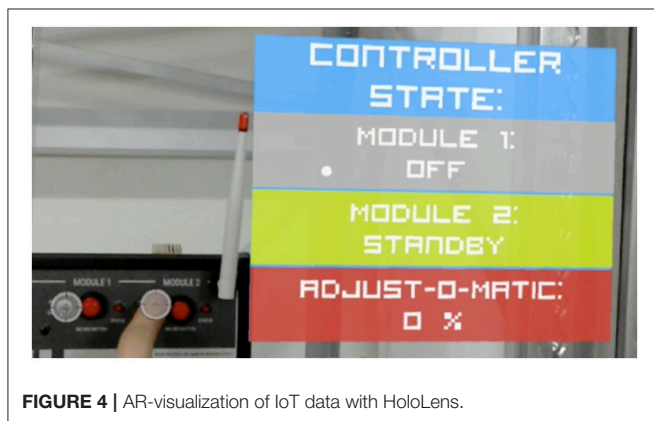 CONTROLLER
STATE:
MODULE 1:
OFF
MODULE 2:
STANDBY
ADJUST-O-MATIC:
0 %
MODULE 1
MODULE 2
FIGURE 4 | AR-visualization of IoT data with HoloLens.